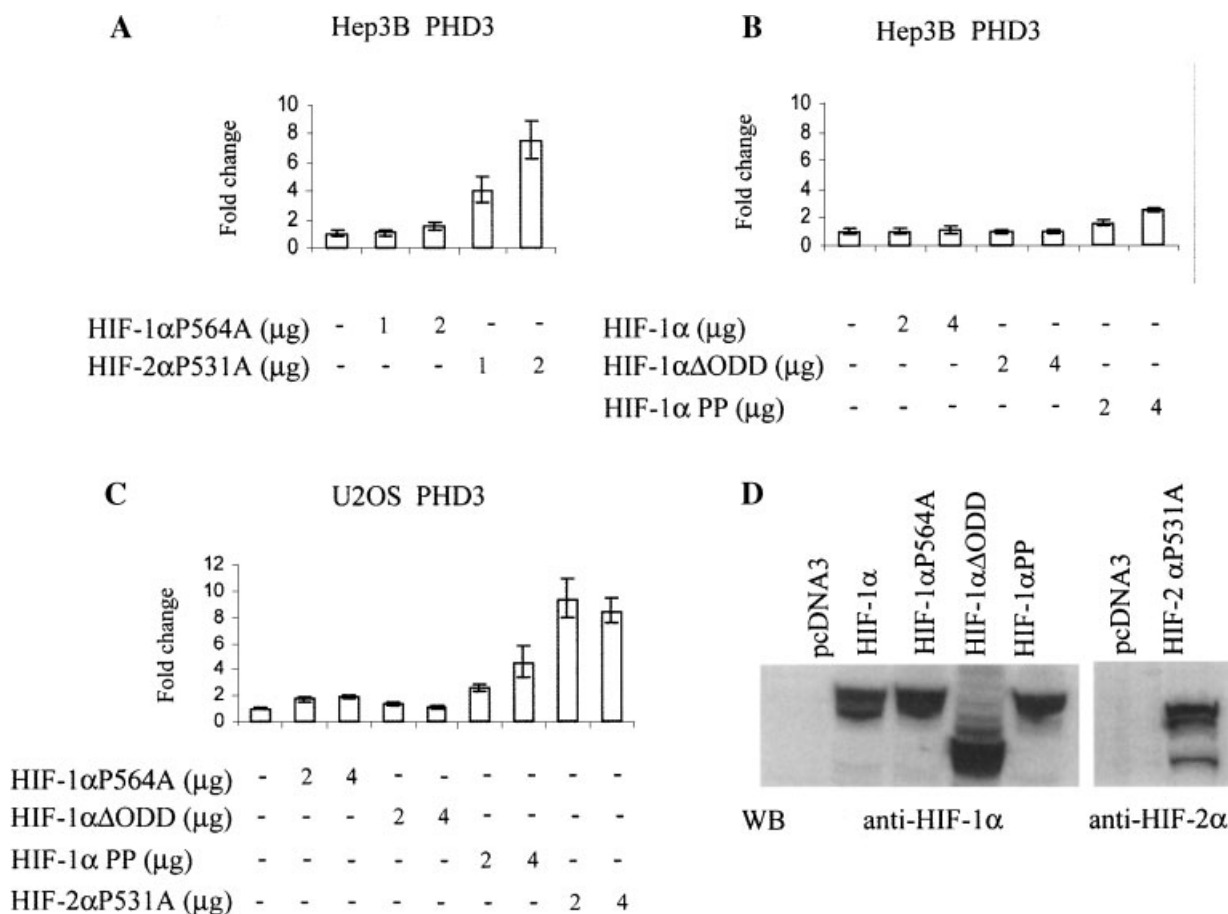 A
Hep3B PHD3
Fold change
10
8
6
4
2
0
HIF-1αP564A (µg) - 1 2 - -
HIF-2αP531A (µg) - - - 1 2
B
Hep3B PHD3
Fold change
10
8
6
4
2
0
HIF-1α (µg) - 2 4 - - - -
HIF-1αΔODD (µg) - - - 2 4 - -
HIF-1α PP (µg) - - - - - 2 4
C
U2OS PHD3
Fold change
12
10
8
6
4
2
0
HIF-1αP564A (µg) - 2 4 - - - - - -
HIF-1αΔODD (µg) - - - 2 4 - - - -
HIF-1α PP (µg) - - - - - 2 4 - -
HIF-2αP531A (µg) - - - - - - - 2 4
D
pcDNA3
HIF-1α
HIF-1αP564A
HIF-1αΔODD
HIF-1αPP
pcDNA3
HIF-2 αP531A
WB anti-HIF-1α anti-HIF-2α